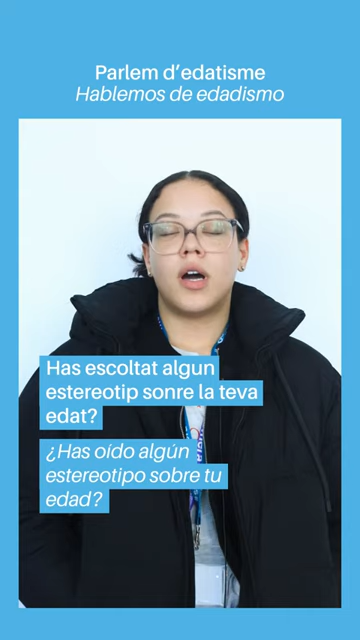 Parlem d’edatisme
Hablemos de edadismo
Has escoltat algun
estereotip sonre la teva
edat?
¿Has oído algún
estereotipo sobre tu
edad?